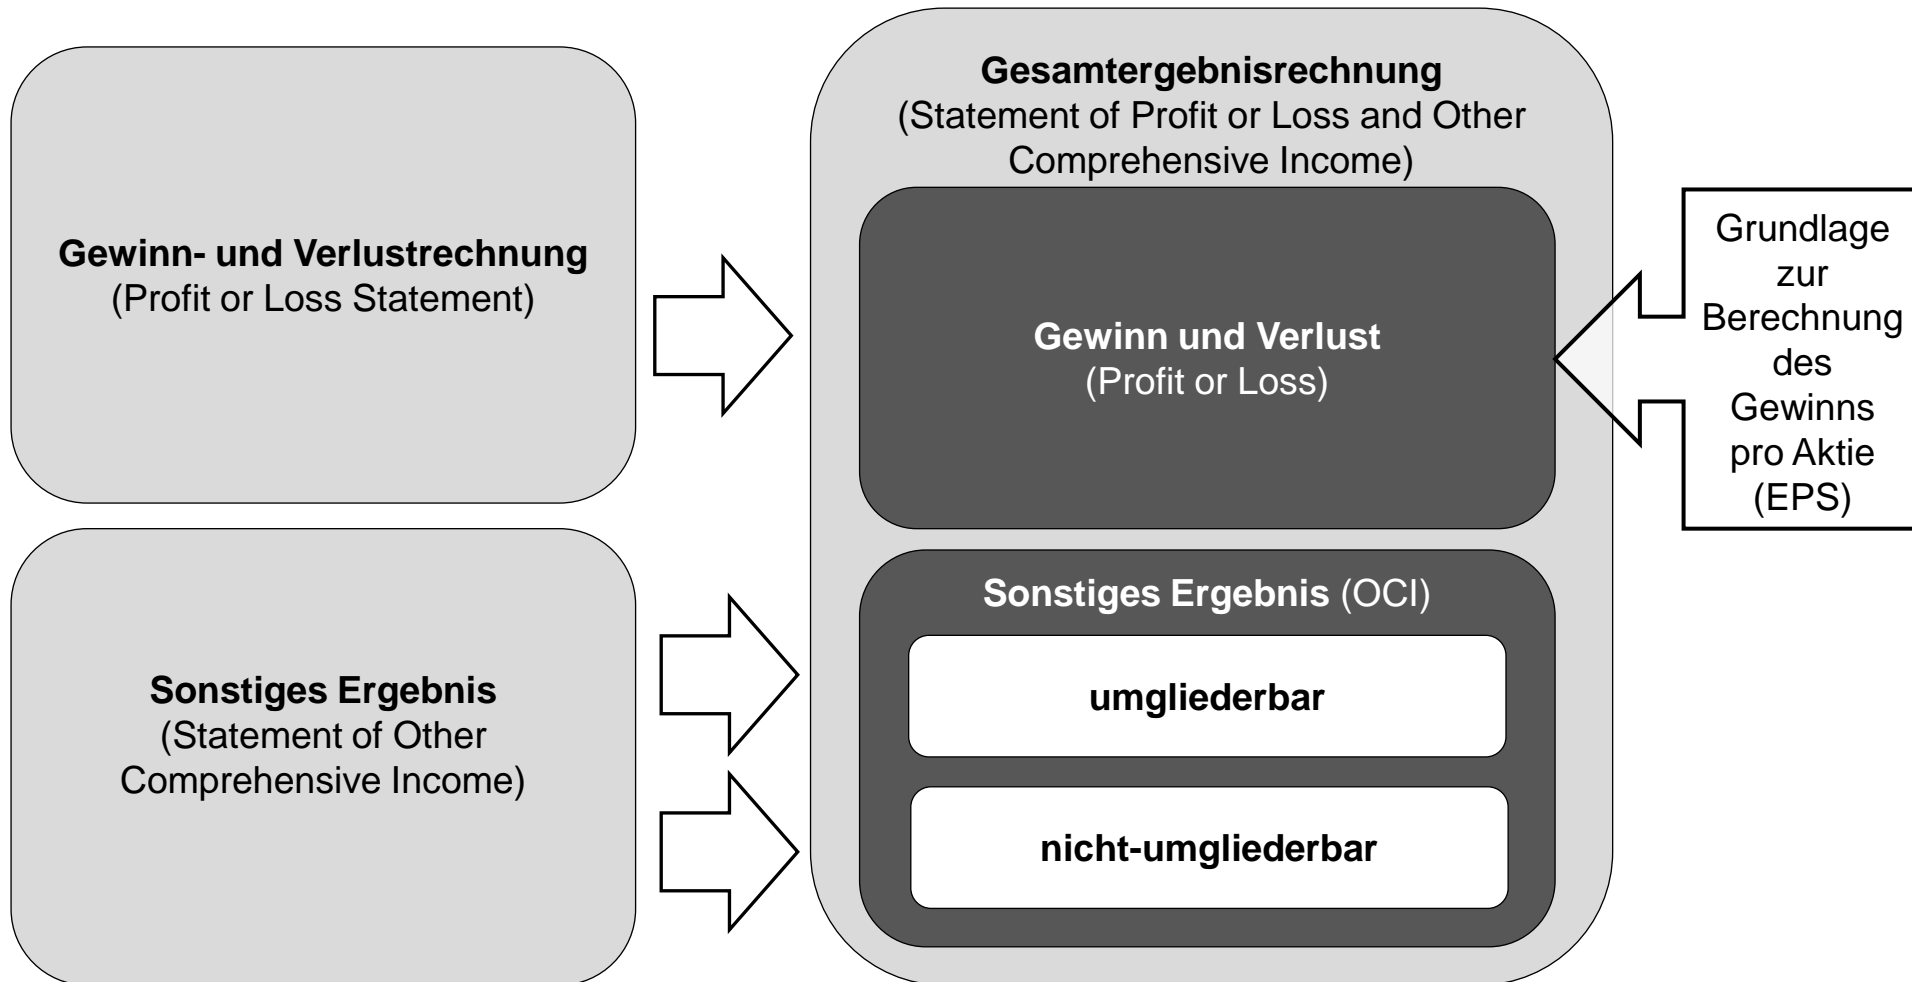 Gewinn- und Verlustrechnung
(Profit or Loss Statement)
Sonstiges Ergebnis
(Statement of Other
Comprehensive Income)
Gesamtergebnisrechnung
(Statement of Profit or Loss and Other
Comprehensive Income)
Gewinn und Verlust
(Profit or Loss)
Sonstiges Ergebnis (OCI)
umgliederbar
nicht-umgliederbar
Grundlage
zur
Berechnung
des
Gewinns
pro Aktie
(EPS)